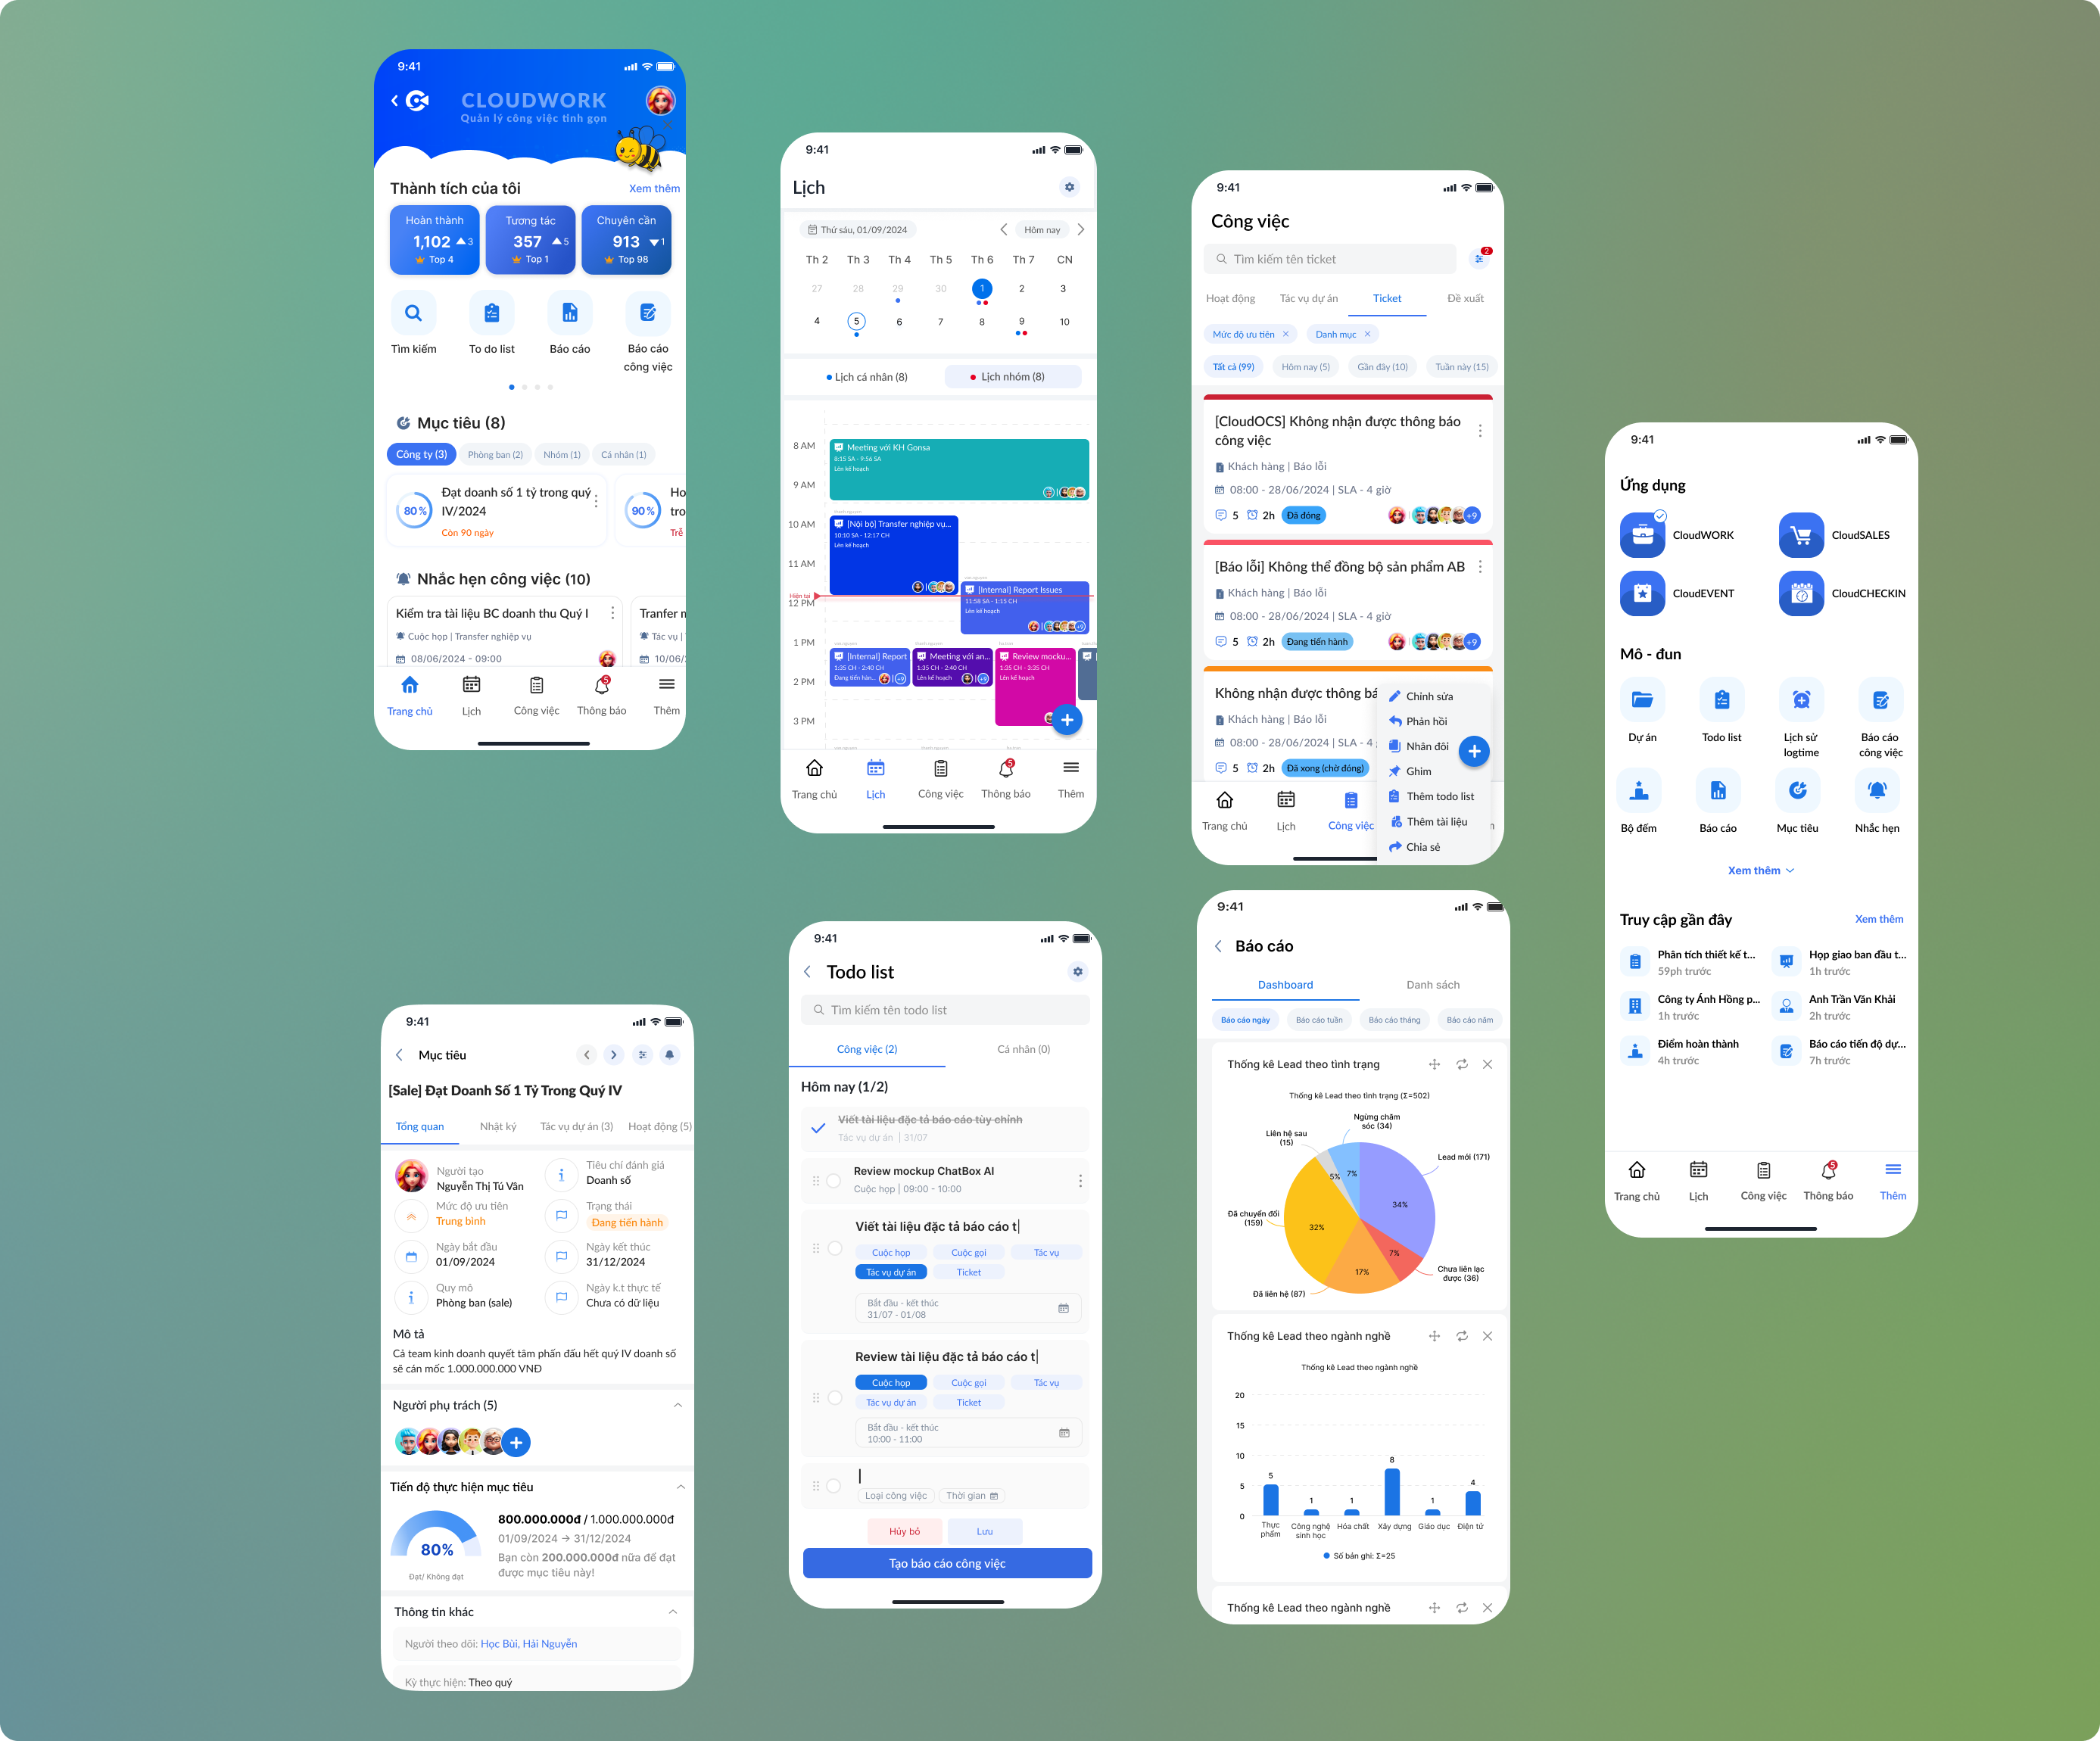 9:41
CLOUDWORK
Quản lý công việc tinh gọn
Thành tích của tôi
Xem thêm
Hoàn thành
1,102
3
Top 4
Tương tác
357
5
Top 1
Chuyên cần
913
1
Top 98
Tìm kiếm
To do list
Báo cáo
Báo cáo
công việc
Mục tiêu (8)
Công ty (3)
Phòng ban (2)
Nhóm (1)
Cá nhân (1)
80 %
Đạt doanh số 1 tỷ trong quý
IV/2024
Còn 90 ngày
90 %
Ho
tro
Trễ
Nhắc hẹn công việc (10)
Kiểm tra tài liệu BC doanh thu Quý I
Cuộc họp | Transfer nghiệp vụ
08/06/2024 - 09:00
Tranfer n
Tác vụ |
10/06/
Trang chủ
Lịch
Công việc
5
Thông báo
Thêm
9:41
Lịch
Thứ sáu, 01/09/2024
Hôm nay
Th 2 Th 3 Th 4 Th 5 Th 6 Th 7 CN
27 28 29 30 1 2 3
4 5 6 7 8 9 10
Lịch cá nhân (8)
Lịch nhóm (8)
8 AM
Meeting với KH Gonsa
8:15 SA - 9:56 SA
Lên kế hoạch
9 AM
10 AM
[Nội bộ] Transfer nghiệp vụ...
10:10 SA - 12:17 CH
Lên kế hoạch
11 AM
Hiện tại
12 PM
[Internal] Report Issues
11:58 SA - 1:15 CH
Lên kế hoạch
+9
1 PM
[Internal] Report
1:35 CH - 2:40 CH
Đang tiến hàn...
+9
Meeting với an...
1:35 CH - 2:40 CH
Lên kế hoạch
+9
Review mocku...
1:35 CH - 3:35 CH
Lên kế hoạch
2 PM
3 PM
Trang chủ
Lịch
Công việc
5
Thông báo
Thêm
9:41
Công việc
Tìm kiếm tên ticket
2
Hoạt động
Tác vụ dự án
Ticket
Đề xuất
Mức độ ưu tiên
Danh mục
Tất cả (99)
Hôm nay (5)
Gần đây (10)
Tuần này (15)
[CloudOCS] Không nhận được thông báo
công việc
Khách hàng | Báo lỗi
08:00 - 28/06/2024 | SLA - 4 giờ
5
2h
Đã đóng
+9
[Báo lỗi] Không thể đồng bộ sản phẩm AB
Khách hàng | Báo lỗi
08:00 - 28/06/2024 | SLA - 4 giờ
5
2h
Đang tiến hành
+9
Không nhận được thông bá
Khách hàng | Báo lỗi
08:00 - 28/06/2024 | SLA - 4
5
2h
Đã xong (chờ đóng)
Chỉnh sửa
Phản hồi
Nhân đôi
Ghim
Thêm todo list
Thêm tài liệu
Chia sẻ
Trang chủ
Lịch
Công việc
9:41
Ứng dụng
CloudWORK
CloudSALES
CloudEVENT
CloudCHECKIN
Mô - đun
Dự án
Todo list
Lịch sử
logtime
Báo cáo
công việc
Bộ đếm
Báo cáo
Mục tiêu
Nhắc hẹn
Xem thêm
Truy cập gần đây
Xem thêm
Phân tích thiết kế t...
59ph trước
Họp giao ban đầu t...
1h trước
Công ty Ánh Hồng p...
1h trước
Anh Trần Văn Khải
2h trước
Điểm hoàn thành
4h trước
Báo cáo tiến độ dự...
7h trước
Trang chủ
Lịch
Công việc
5
Thông báo
Thêm
9:41
Mục tiêu
[Sale] Đạt Doanh Số 1 Tỷ Trong Quý IV
Tổng quan
Nhật ký
Tác vụ dự án (3)
Hoạt động (5)
Người tạo
Nguyễn Thị Tú Vân
Tiêu chí đánh giá
Doanh số
Mức độ ưu tiên
Trung bình
Trạng thái
Đang tiến hành
Ngày bắt đầu
01/09/2024
Ngày kết thúc
31/12/2024
Quy mô
Phòng ban (sale)
Ngày k.t thực tế
Chưa có dữ liệu
Mô tả
Cả team kinh doanh quyết tâm phấn đấu hết quý IV doanh số
sẽ cán mốc 1.000.000.000 VNĐ
Người phụ trách (5)
Tiến độ thực hiện mục tiêu
80%
Đạt/ Không đạt
800.000.000đ / 1.000.000.000đ
01/09/2024 → 31/12/2024
Bạn còn 200.000.000đ nữa để đạt
được mục tiêu này!
Thông tin khác
Người theo dõi: Học Bùi, Hải Nguyễn
Kỳ thực hiện: Theo quý
9:41
Todo list
Tìm kiếm tên todo list
Công việc (2)
Cá nhân (0)
Hôm nay (1/2)
Viết tài liệu đặc tả báo cáo tùy chỉnh
Tác vụ dự án | 31/07
Review mockup ChatBox AI
Cuộc họp | 09:00 - 10:00
Viết tài liệu đặc tả báo cáo t
Cuộc họp
Cuộc gọi
Tác vụ
Tác vụ dự án
Ticket
Bắt đầu - kết thúc
31/07 - 01/08
Review tài liệu đặc tả báo cáo t
Cuộc họp
Cuộc gọi
Tác vụ
Tác vụ dự án
Ticket
Bắt đầu - kết thúc
10:00 - 11:00
Loại công việc
Thời gian
Hủy bỏ
Lưu
Tạo báo cáo công việc
9:41
Báo cáo
Dashboard
Danh sách
Báo cáo ngày
Báo cáo tuần
Báo cáo tháng
Báo cáo năm
Thống kê Lead theo tình trạng
Thống kê Lead theo tình trạng (Σ=502)
Ngừng chăm
sóc (34)
Liên hệ sau
(15)
Lead mới (171)
5%
7%
34%
Đã chuyển đổi
(159)
32%
7%
17%
Chưa liên lạc
được (36)
Đã liên hệ (87)
Thống kê Lead theo ngành nghề
Thống kê Lead theo ngành nghề
20
15
10
5
0
5
1
1
8
1
4
Thực
phẩm
Công nghệ
sinh học
Hóa chất
Xây dựng
Giáo dục
Điện tử
Số bản ghi: Σ=25
Thống kê Lead theo ngành nghề